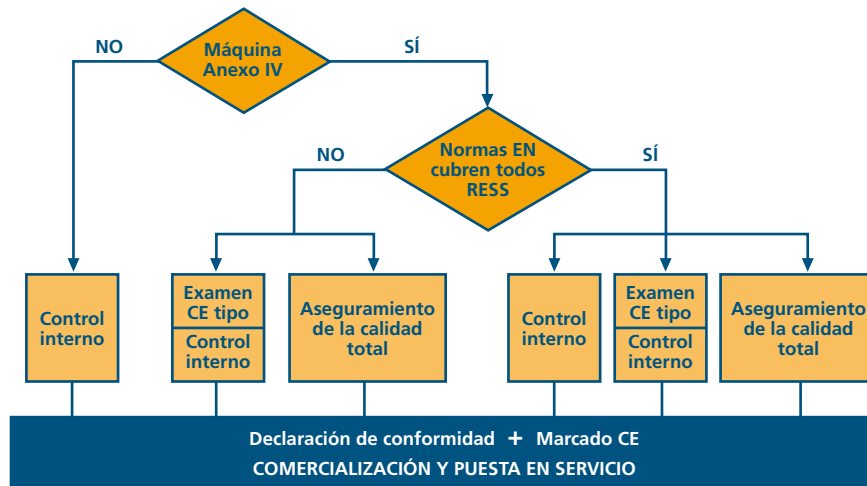 NO
Máquina
Anexo IV
SÍ
NO
Normas EN
cubren todos
RESS
SÍ
Control
interno
Examen
CE tipo
Control
interno
Aseguramiento
de la calidad
total
Control
interno
Examen
CE tipo
Control
interno
Aseguramiento
de la calidad
total
Declaración de conformidad + Marcado CE
COMERCIALIZACIÓN Y PUESTA EN SERVICIO